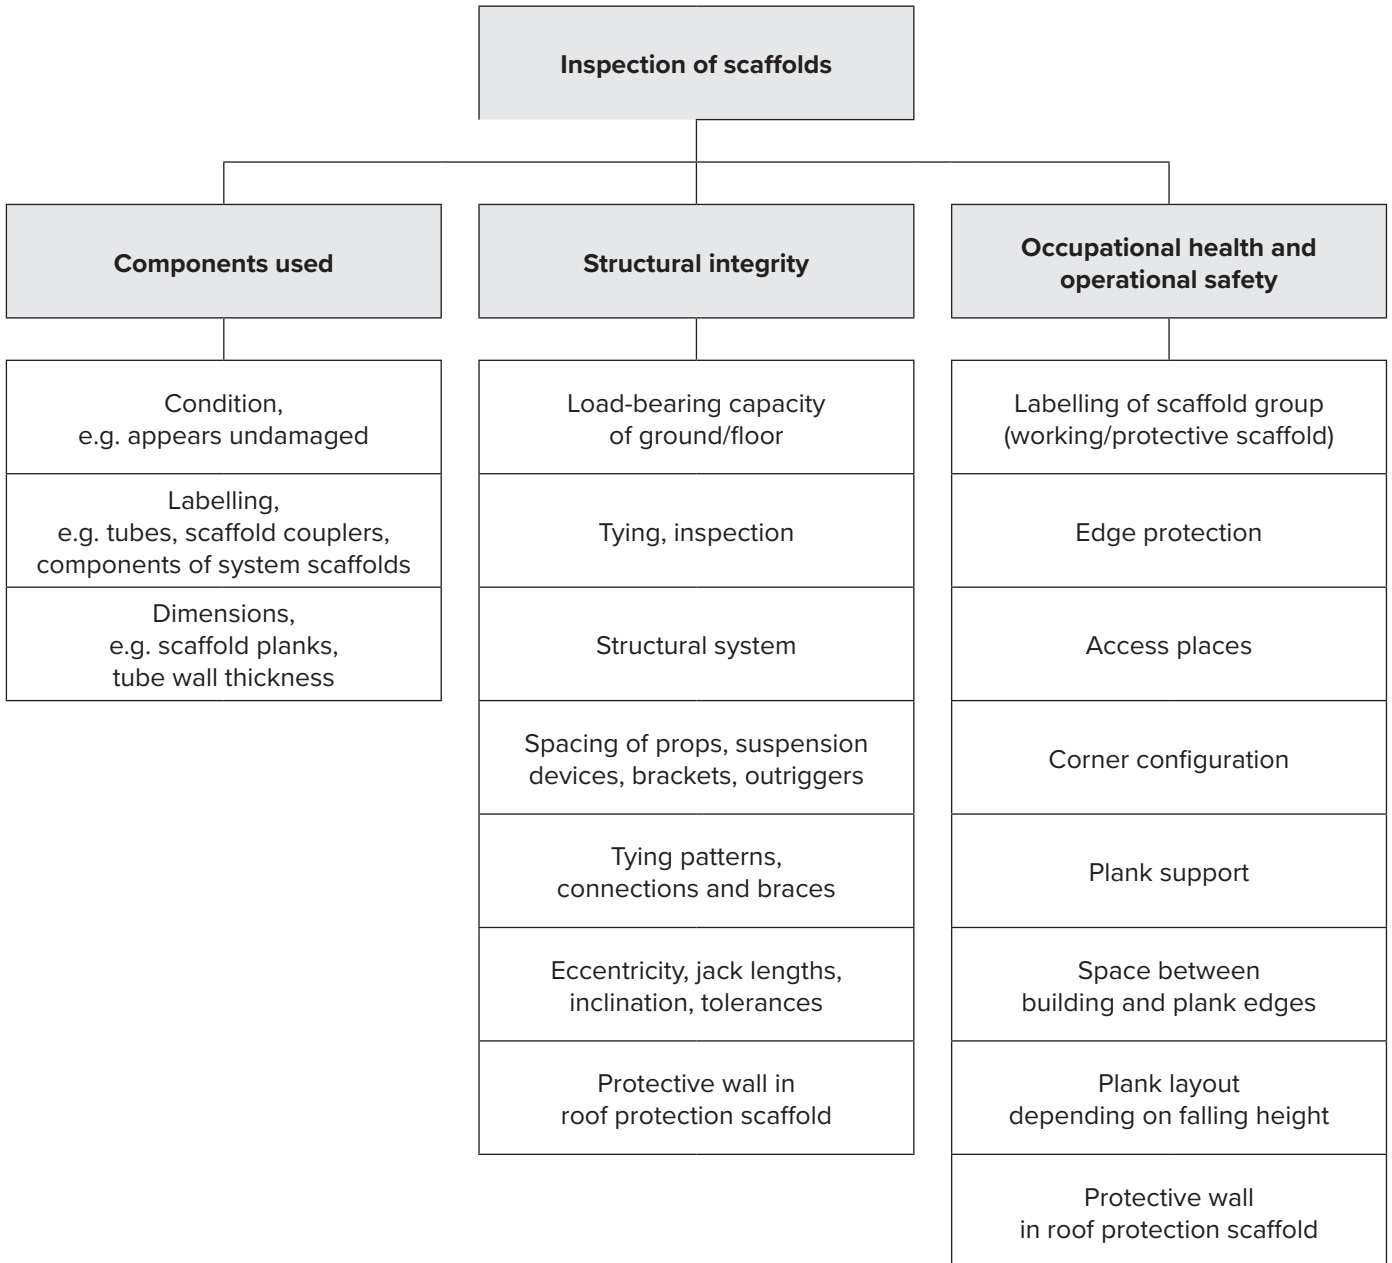 Inspection of scaffolds
Components used
Structural integrity
Occupational health and
operational safety
Condition,
e.g. appears undamaged
Labelling,
e.g. tubes, scaffold couplers,
components of system scaffolds
Dimensions,
e.g. scaffold planks,
tube wall thickness
Load-bearing capacity
of ground/floor
Tying, inspection
Structural system
Spacing of props, suspension
devices, brackets, outriggers
Tying patterns,
connections and braces
Eccentricity, jack lengths,
inclination, tolerances
Protective wall in
roof protection scaffold
Labelling of scaffold group
(working/protective scaffold)
Edge protection
Access places
Corner configuration
Plank support
Space between
building and plank edges
Plank layout
depending on falling height
Protective wall
in roof protection scaffold